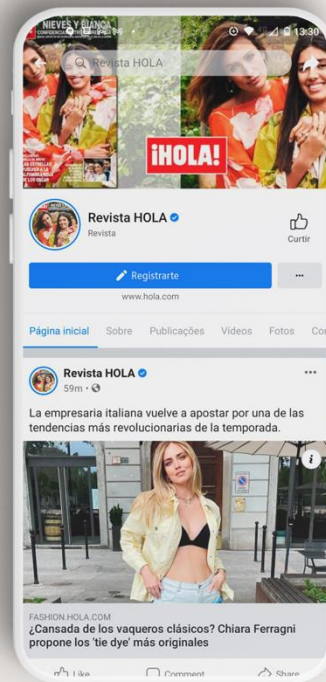 NIEVES Y BLANCA
13:30
Revista HOLA
¡HOLA!
Revista HOLA
Revista
Curtir
Registrarte
www.hola.com
Página inicial Sobre Publicações Vídeos Fotos
Revista HOLA
59m
La empresaria italiana vuelve a apostar por una de las
tendencias más revolucionarias de la temporada.
FASHION.HOLA.COM
¿Cansada de los vaqueros clásicos? Chiara Ferragni
propone los 'tie dye' más originales
Like Comment Share